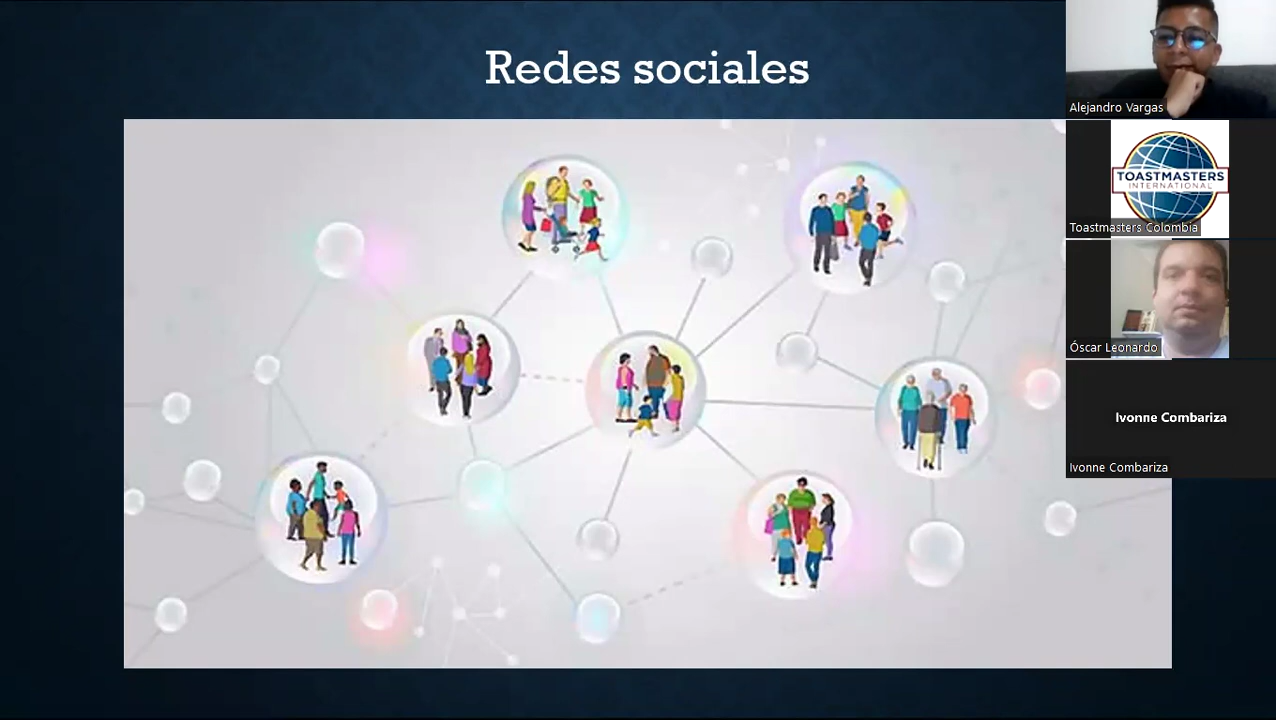 Redes sociales
Alejandro Vargas
TOASTMASTERS
INTERNATIONAL
Toastmasters Colombia
Óscar Leonardo
Ivonne Combariza
Ivonne Combariza